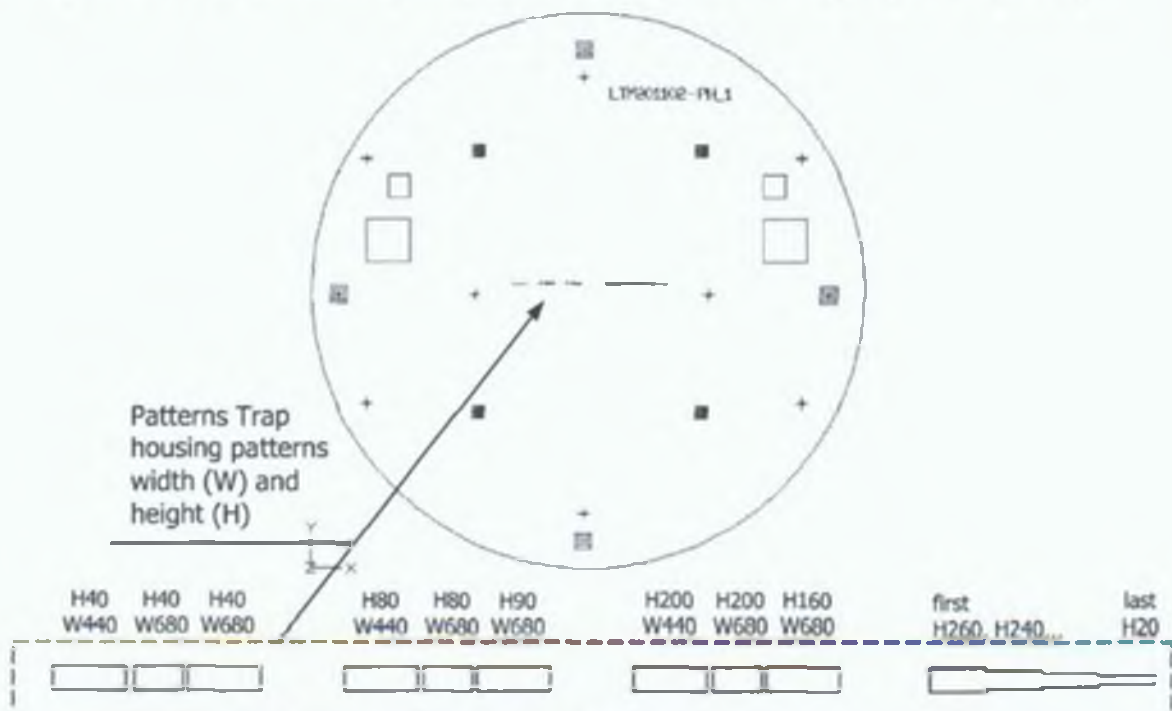 LTM201102-PH_1
Patterns Trap
housing patterns
width (W) and
height (H)
Y
Z X
H40 H40 H40
W440 W680 W680
H80 H80 H90
W440 W680 W680
H200 H200 H160
W440 W680 W680
first last
H260 H240... H20